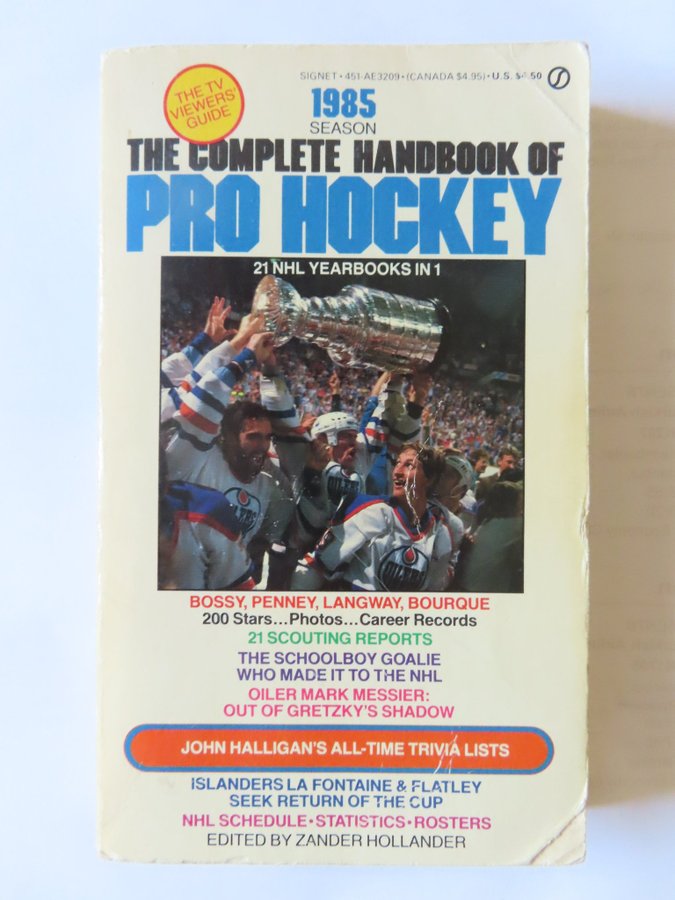 THE TV
VIEWERS'
GUIDE
SIGNET • 451-AE3209 • (CANADA $4.95) • U.S. $4.50
1985
SEASON
THE COMPLETE HANDBOOK OF
PRO HOCKEY
21 NHL YEARBOOKS IN 1
OILERS
BOSSY, PENNEY, LANGWAY, BOURQUE
200 Stars...Photos...Career Records
21 SCOUTING REPORTS
THE SCHOOLBOY GOALIE
WHO MADE IT TO THE NHL
OILER MARK MESSIER:
OUT OF GRETZKY'S SHADOW
JOHN HALLIGAN'S ALL-TIME TRIVIA LISTS
ISLANDERS LA FONTAINE & FLATLEY
SEEK RETURN OF THE CUP
NHL SCHEDULE • STATISTICS • ROSTERS
EDITED BY ZANDER HOLLANDER